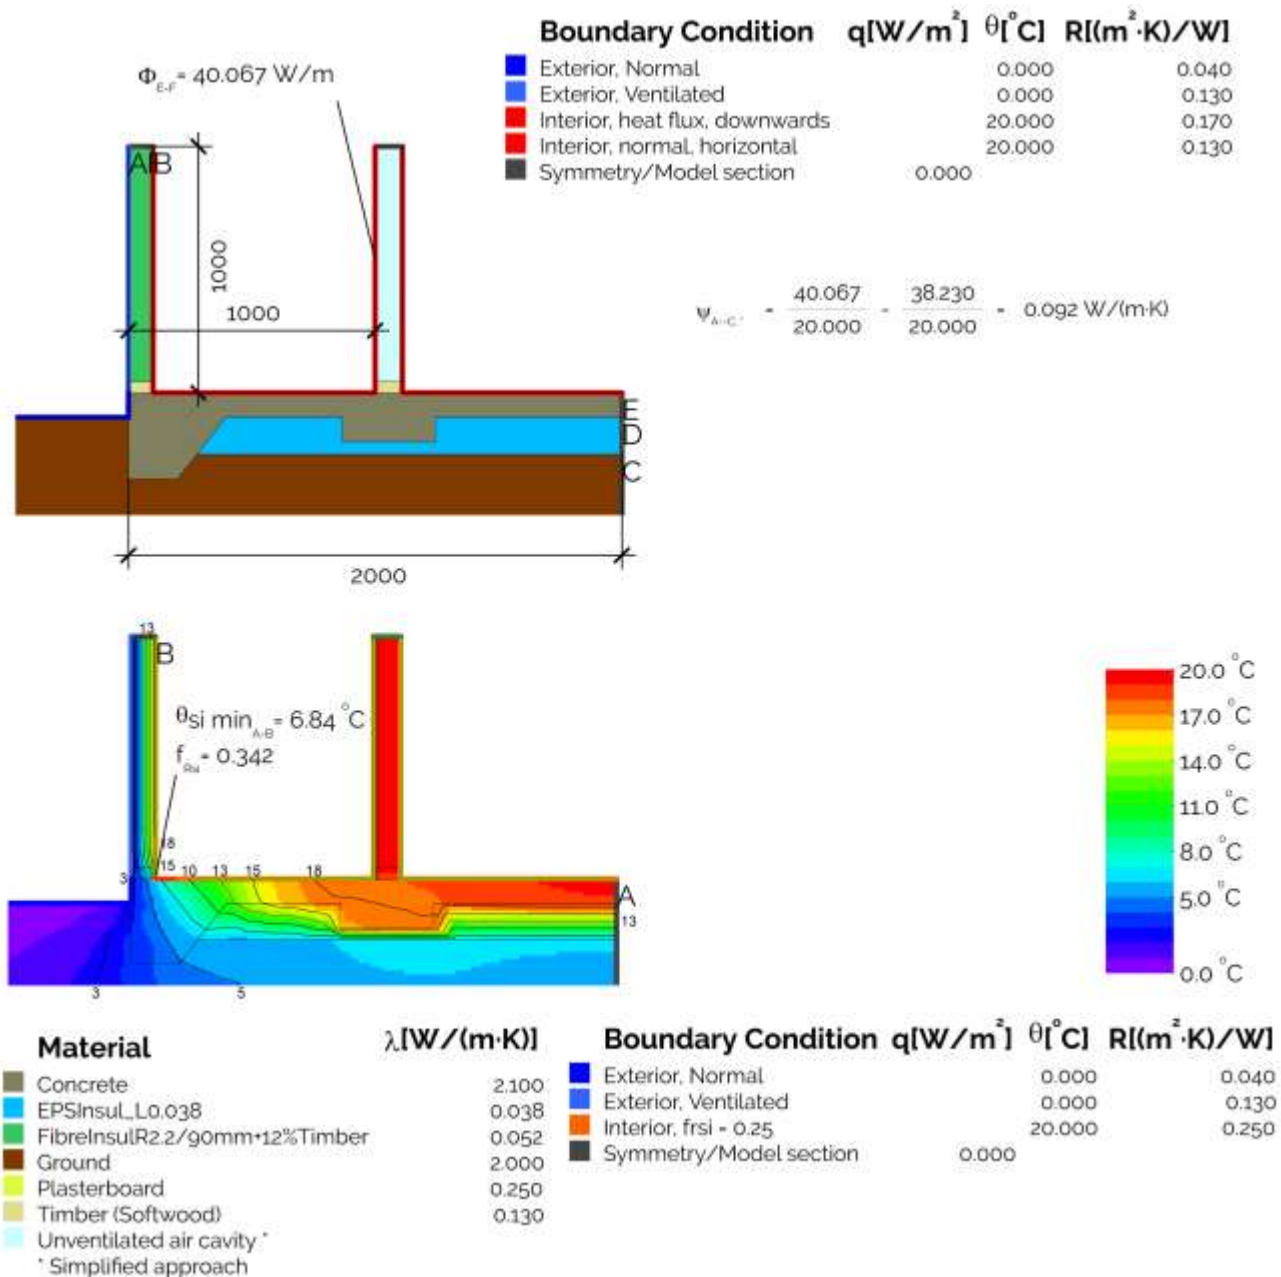 Boundary Condition q[W/m²] θ[°C] R[(m²·K)/W]
Exterior, Normal 0.000 0.040
Exterior, Ventilated 0.000 0.130
Interior, heat flux, downwards 20.000 0.170
Interior, normal, horizontal 20.000 0.130
Symmetry/Model section 0.000
Φ = 40.067 W/m
A B
1000
1000
= 40.067 / 20.000 - 38.230 / 20.000 = 0.092 W/(m·K)
E
D
C
2000
13
B
θsi min A-B = 6.84 °C
f = 0.342
18
3 15 10 13 15 18
A
13
3 5
20.0 °C
17.0 °C
14.0 °C
11.0 °C
8.0 °C
5.0 °C
0.0 °C
Material λ[W/(m·K)]
Concrete 2.100
EPSInsul_L0.038 0.038
FibreInsulR2.2/90mm+12%Timber 0.052
Ground 2.000
Plasterboard 0.250
Timber (Softwood) 0.130
Unventilated air cavity *
* Simplified approach
Boundary Condition q[W/m²] θ[°C] R[(m²·K)/W]
Exterior, Normal 0.000 0.040
Exterior, Ventilated 0.000 0.130
Interior, frsi = 0.25 20.000 0.250
Symmetry/Model section 0.000